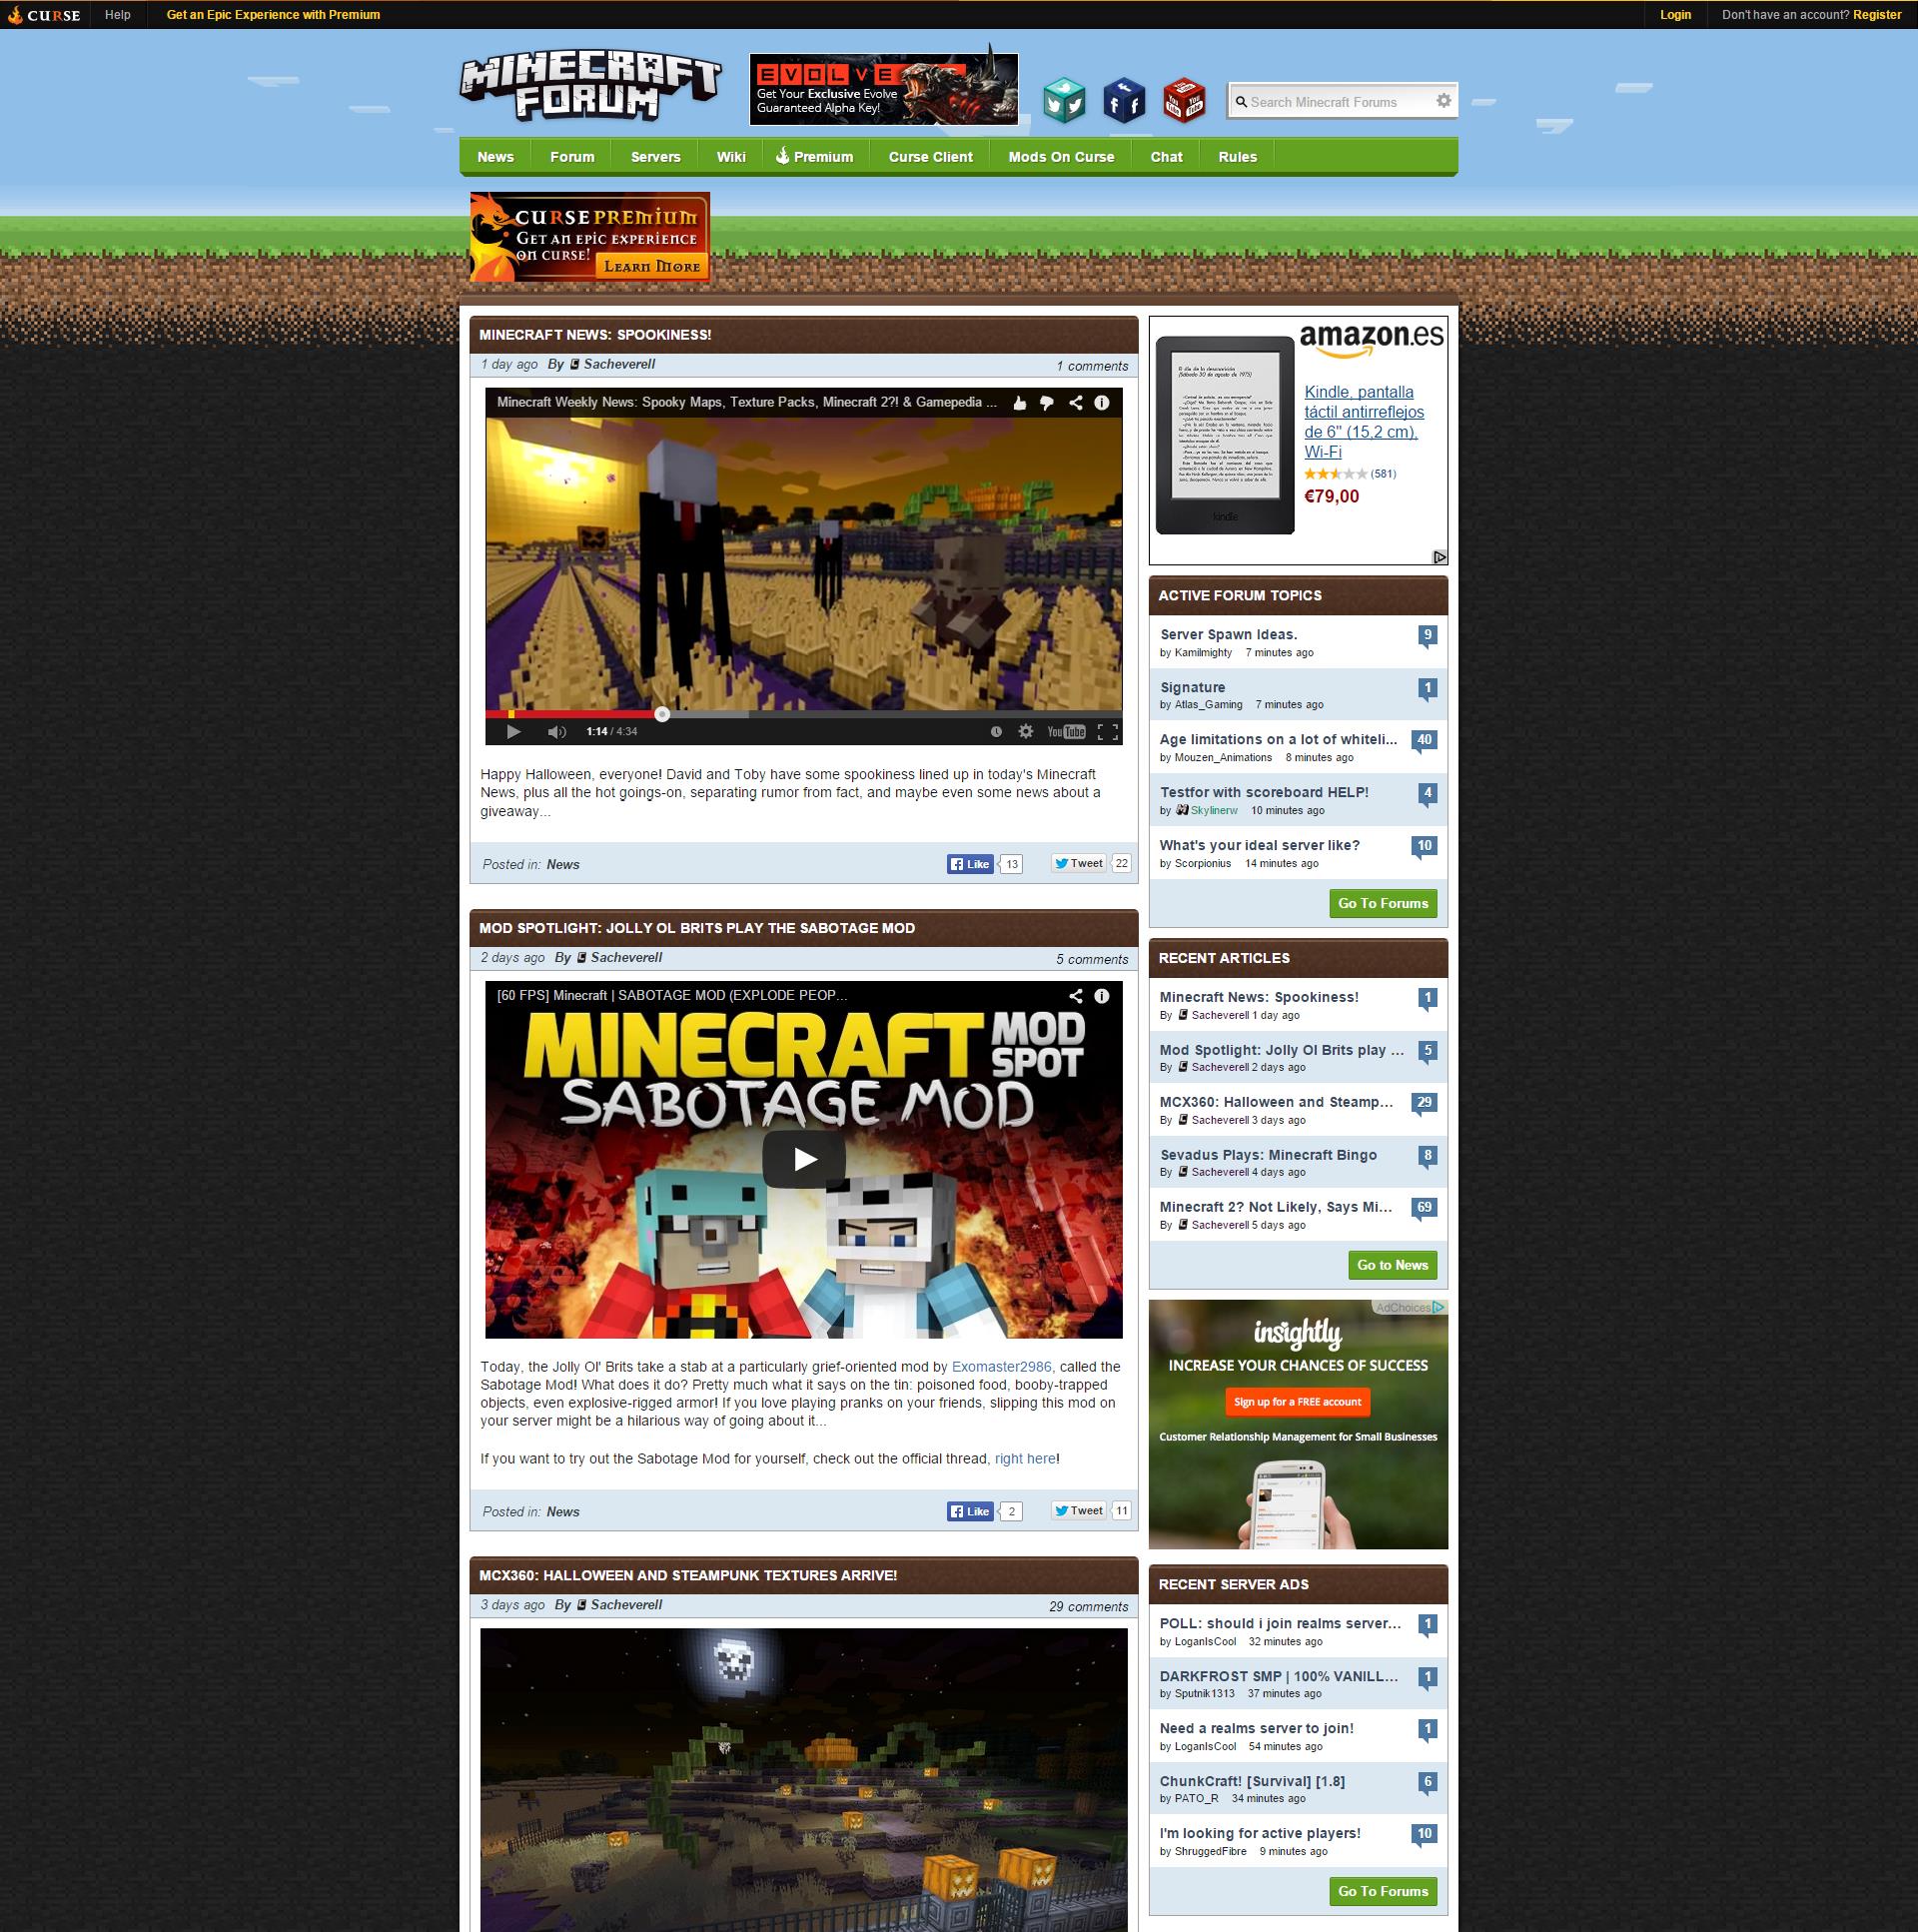 CURSE
Help
Get an Epic Experience with Premium
Login
Don't have an account? Register
MINECRAFT
FORUM
EVOLVE
Get Your Exclusive Evolve
Guaranteed Alpha Key!
Search Minecraft Forums
News
Forum
Servers
Wiki
Premium
Curse Client
Mods On Curse
Chat
Rules
CURSE PREMIUM
GET AN EPIC EXPERIENCE
ON CURSE!
LEARN MORE
MINECRAFT NEWS: SPOOKINESS!
1 day ago By Sacheverell
1 comments
Minecraft Weekly News: Spooky Maps, Texture Packs, Minecraft 2?! & Gamepedia ...
1:14 / 4:34
YouTube
Happy Halloween, everyone! David and Toby have some spookiness lined up in today's Minecraft
News, plus all the hot goings-on, separating rumor from fact, and maybe even some news about a
giveaway...
Posted in: News
Like 13
Tweet 22
MOD SPOTLIGHT: JOLLY OL BRITS PLAY THE SABOTAGE MOD
2 days ago By Sacheverell
5 comments
[60 FPS] Minecraft | SABOTAGE MOD (EXPLODE PEOP...
MINECRAFT MOD
SPOT
SABOTAGE MOD
Today, the Jolly Ol' Brits take a stab at a particularly grief-oriented mod by Exomaster2986, called the
Sabotage Mod! What does it do? Pretty much what it says on the tin: poisoned food, booby-trapped
objects, even explosive-rigged armor! If you love playing pranks on your friends, slipping this mod on
your server might be a hilarious way of going about it...
If you want to try out the Sabotage Mod for yourself, check out the official thread, right here!
Posted in: News
Like 2
Tweet 11
MCX360: HALLOWEEN AND STEAMPUNK TEXTURES ARRIVE!
3 days ago By Sacheverell
29 comments
amazon.es
Kindle, pantalla
táctil antirreflejos
de 6" (15,2 cm),
Wi-Fi
(581)
€79,00
kindle
ACTIVE FORUM TOPICS
Server Spawn Ideas. 9
by Kamilmighty 7 minutes ago
Signature 1
by Atlas_Gaming 7 minutes ago
Age limitations on a lot of whiteli... 40
by Mouzen_Animations 8 minutes ago
Testfor with scoreboard HELP! 4
by Skylinerw 10 minutes ago
What's your ideal server like? 10
by Scorpionius 14 minutes ago
Go To Forums
RECENT ARTICLES
Minecraft News: Spookiness! 1
By Sacheverell 1 day ago
Mod Spotlight: Jolly Ol Brits play ... 5
By Sacheverell 2 days ago
MCX360: Halloween and Steamp... 29
By Sacheverell 3 days ago
Sevadus Plays: Minecraft Bingo 8
By Sacheverell 4 days ago
Minecraft 2? Not Likely, Says Mi... 69
By Sacheverell 5 days ago
Go to News
AdChoices
insightly
INCREASE YOUR CHANCES OF SUCCESS
Sign up for a FREE account
Customer Relationship Management for Small Businesses
RECENT SERVER ADS
POLL: should i join realms server... 1
by LoganIsCool 32 minutes ago
DARKFROST SMP | 100% VANILL... 1
by Sputnik1313 37 minutes ago
Need a realms server to join! 1
by LoganIsCool 54 minutes ago
ChunkCraft! [Survival] [1.8] 6
by PATO_R 34 minutes ago
I'm looking for active players! 10
by ShruggedFibre 9 minutes ago
Go To Forums